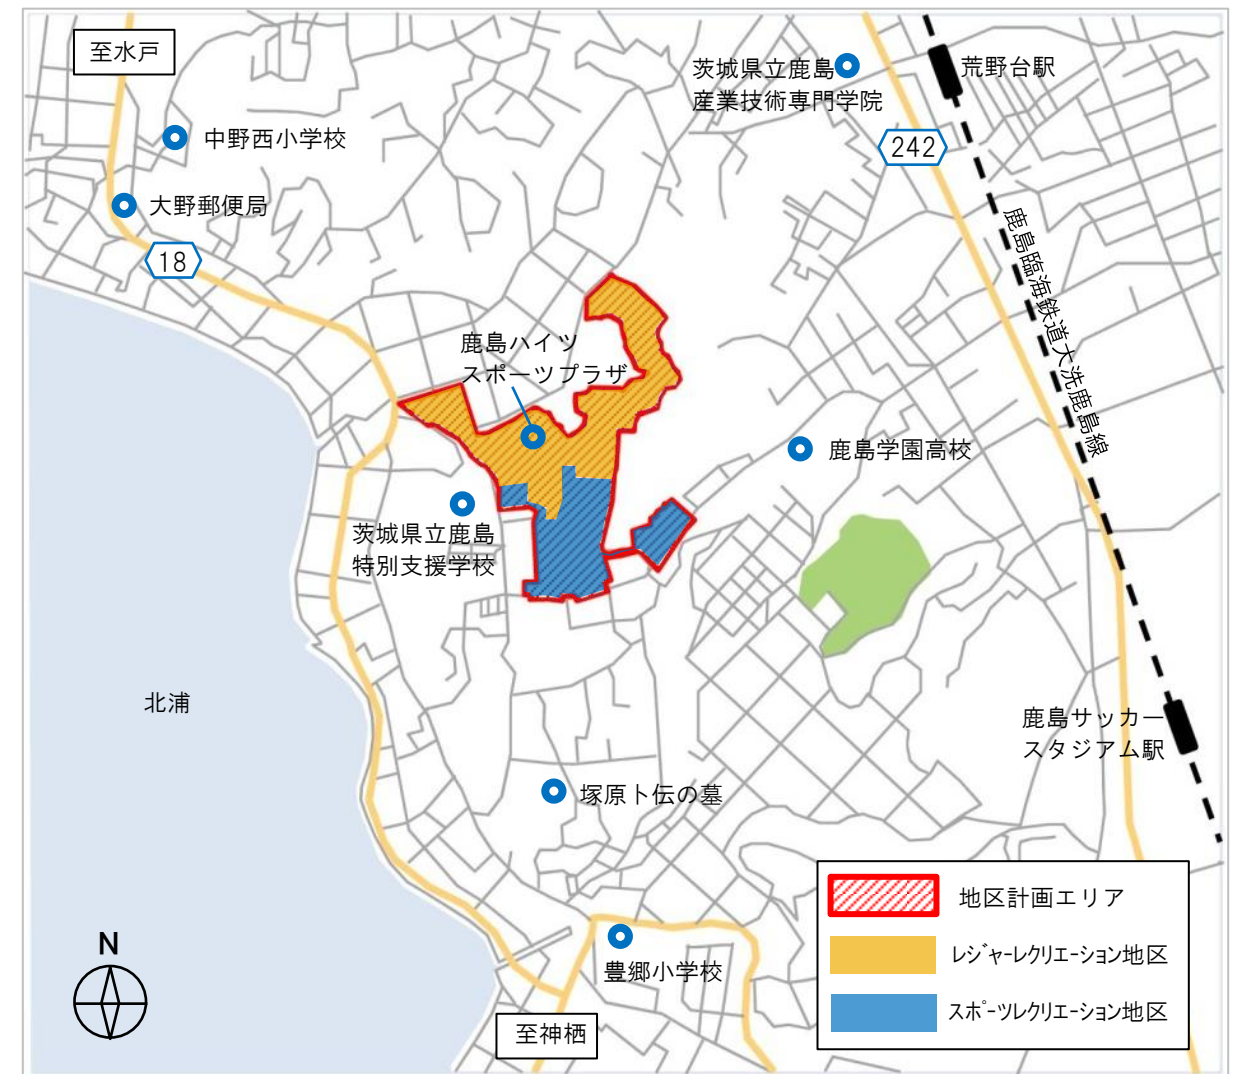 至水戸
茨城県立鹿島
産業技術専門学院
荒野台駅
中野西小学校
242
大野郵便局
18
鹿島臨海鉄道大洗鹿島線
鹿島ハイツ
スポーツプラザ
鹿島学園高校
茨城県立鹿島
特別支援学校
北浦
鹿島サッカー
スタジアム駅
塚原卜伝の墓
地区計画エリア
N
豊郷小学校
レジャーレクリエーション地区
スポーツレクリエーション地区
至神栖